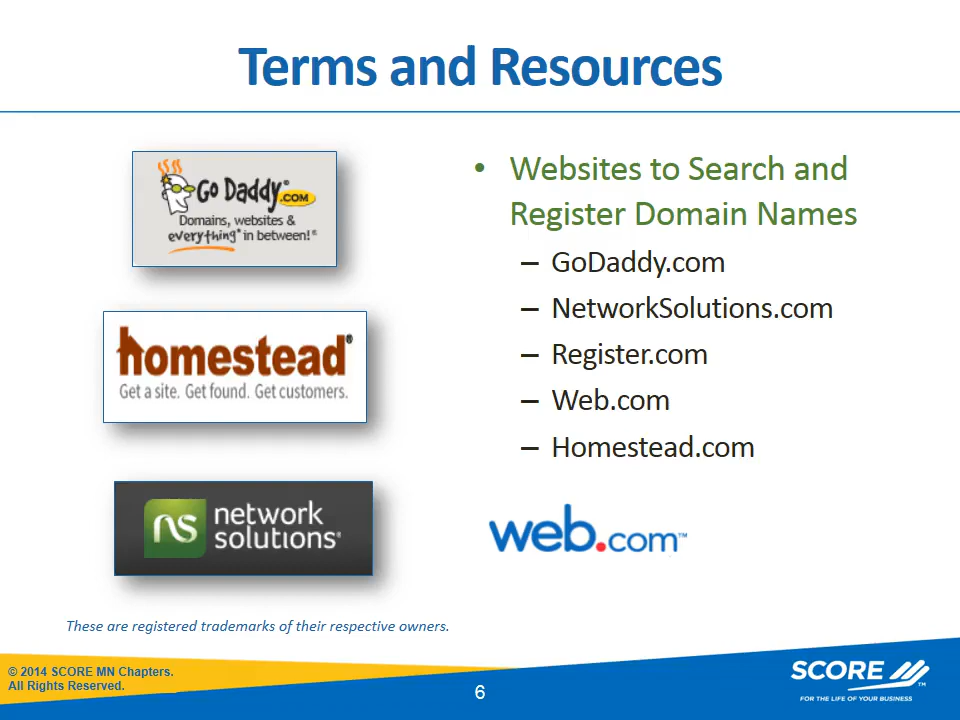 Terms and Resources
Go Daddy®.COM
Domains, websites &
everything* in between!®
homestead®
Get a site. Get found. Get customers.
ns network
solutions®
• Websites to Search and
Register Domain Names
– GoDaddy.com
– NetworkSolutions.com
– Register.com
– Web.com
– Homestead.com
web.com™
These are registered trademarks of their respective owners.
© 2014 SCORE MN Chapters.
All Rights Reserved.
6
SCORE™
FOR THE LIFE OF YOUR BUSINESS